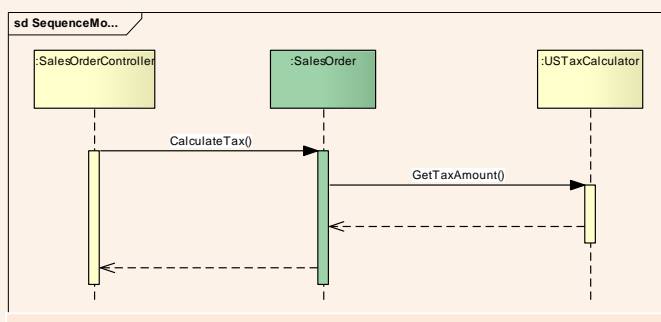 sd SequenceMo...
:SalesOrderController
:SalesOrder
:USTaxCalculator
CalculateTax()
GetTaxAmount()